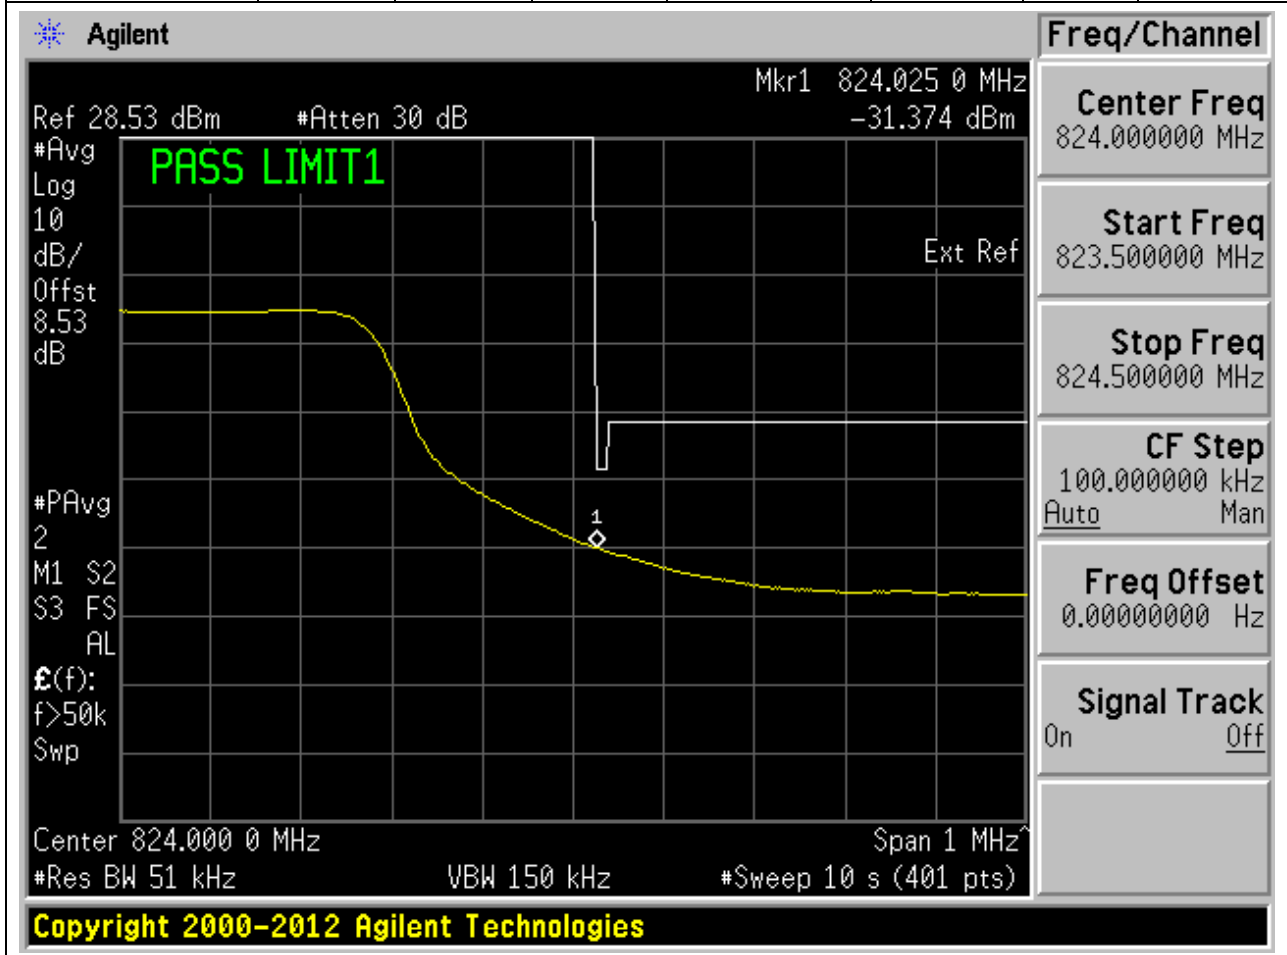 Agilent
Freq/Channel
Mkr1 824.025 0 MHz
Ref 28.53 dBm #Atten 30 dB -31.374 dBm
#Avg
Log
10
dB/
Offst
8.53
dB
PASS LIMIT1
Ext Ref
#PAvg
2
M1 S2
S3 FS
AL
£(f):
f>50k
Swp
1
Center 824.000 0 MHz Span 1 MHz^
#Res BW 51 kHz VBW 150 kHz #Sweep 10 s (401 pts)
Center Freq
824.000000 MHz
Start Freq
823.500000 MHz
Stop Freq
824.500000 MHz
CF Step
100.000000 kHz
Auto Man
Freq Offset
0.00000000 Hz
Signal Track
On Off
Copyright 2000-2012 Agilent Technologies